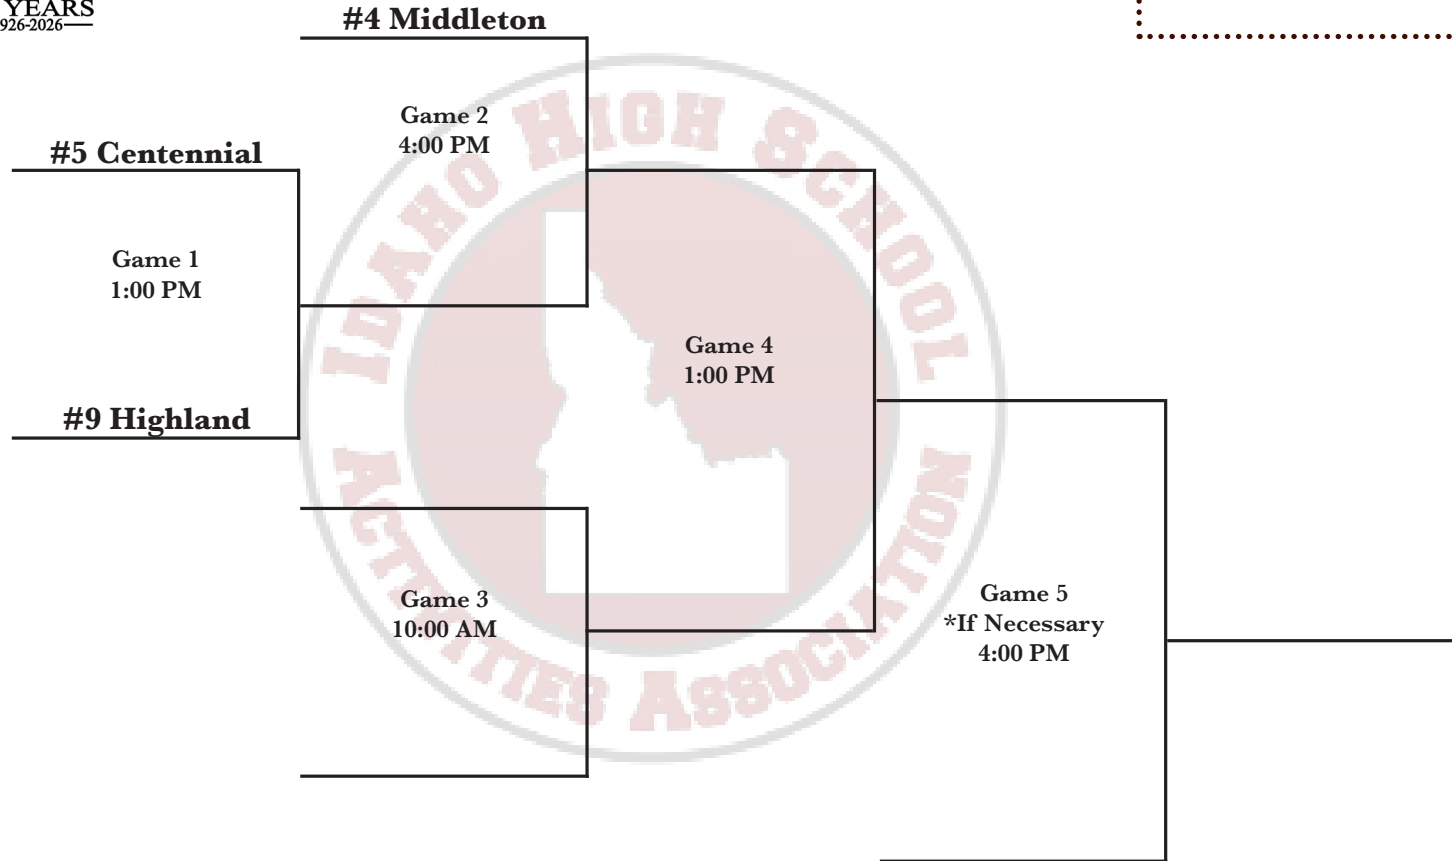 YEARS
926-2026
#4 Middleton
Game 2
4:00 PM
#5 Centennial
Game 1
1:00 PM
#9 Highland
Game 4
1:00 PM
Game 3
10:00 AM
Game 5
*If Necessary
4:00 PM
IDAHO HIGH SCHOOL
ACTIVITIES ASSOCIATION